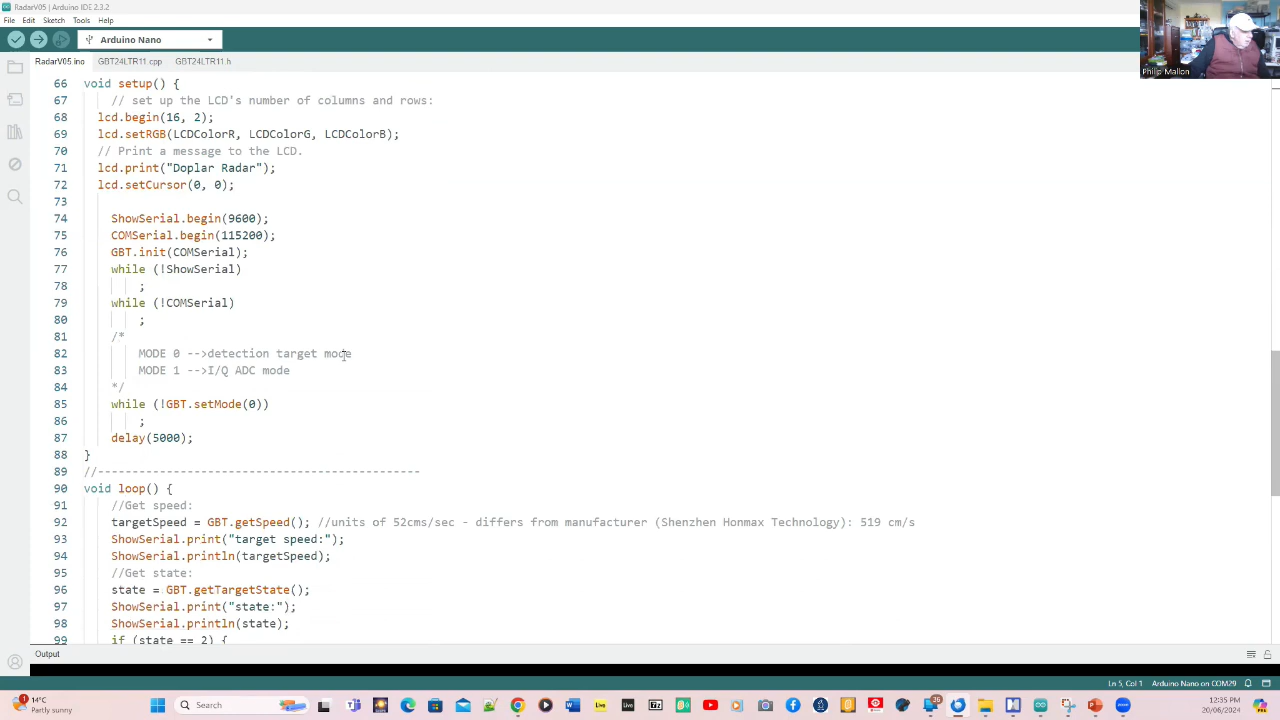 RadarV05 | Arduino IDE 2.3.2
File Edit Sketch Tools Help
Arduino Nano
RadarV05.ino GBT24LTR11.cpp GBT24LTR11.h
66 void setup() {
67 // set up the LCD's number of columns and rows:
68 lcd.begin(16, 2);
69 lcd.setRGB(LCDColorR, LCDColorG, LCDColorB);
70 // Print a message to the LCD.
71 lcd.print("Doplar Radar");
72 lcd.setCursor(0, 0);
73
74 ShowSerial.begin(9600);
75 COMSerial.begin(115200);
76 GBT.init(COMSerial);
77 while (!ShowSerial)
78 ;
79 while (!COMSerial)
80 ;
81 /*
82 MODE 0 -->detection target mode
83 MODE 1 -->I/Q ADC mode
84 */
85 while (!GBT.setMode(0))
86 ;
87 delay(5000);
88 }
89 //-----------------------------------------------
90 void loop() {
91 //Get speed:
92 targetSpeed = GBT.getSpeed(); //units of 52cms/sec - differs from manufacturer (Shenzhen Honmax Technology): 519 cm/s
93 ShowSerial.print("target speed:");
94 ShowSerial.println(targetSpeed);
95 //Get state:
96 state = GBT.getTargetState();
97 ShowSerial.print("state:");
98 ShowSerial.println(state);
99 if (state == 2) {
Philip Mallon
Output
Ln 5, Col 1 Arduino Nano on COM29
14°C
Partly sunny
Search
12:35 PM
20/06/2024